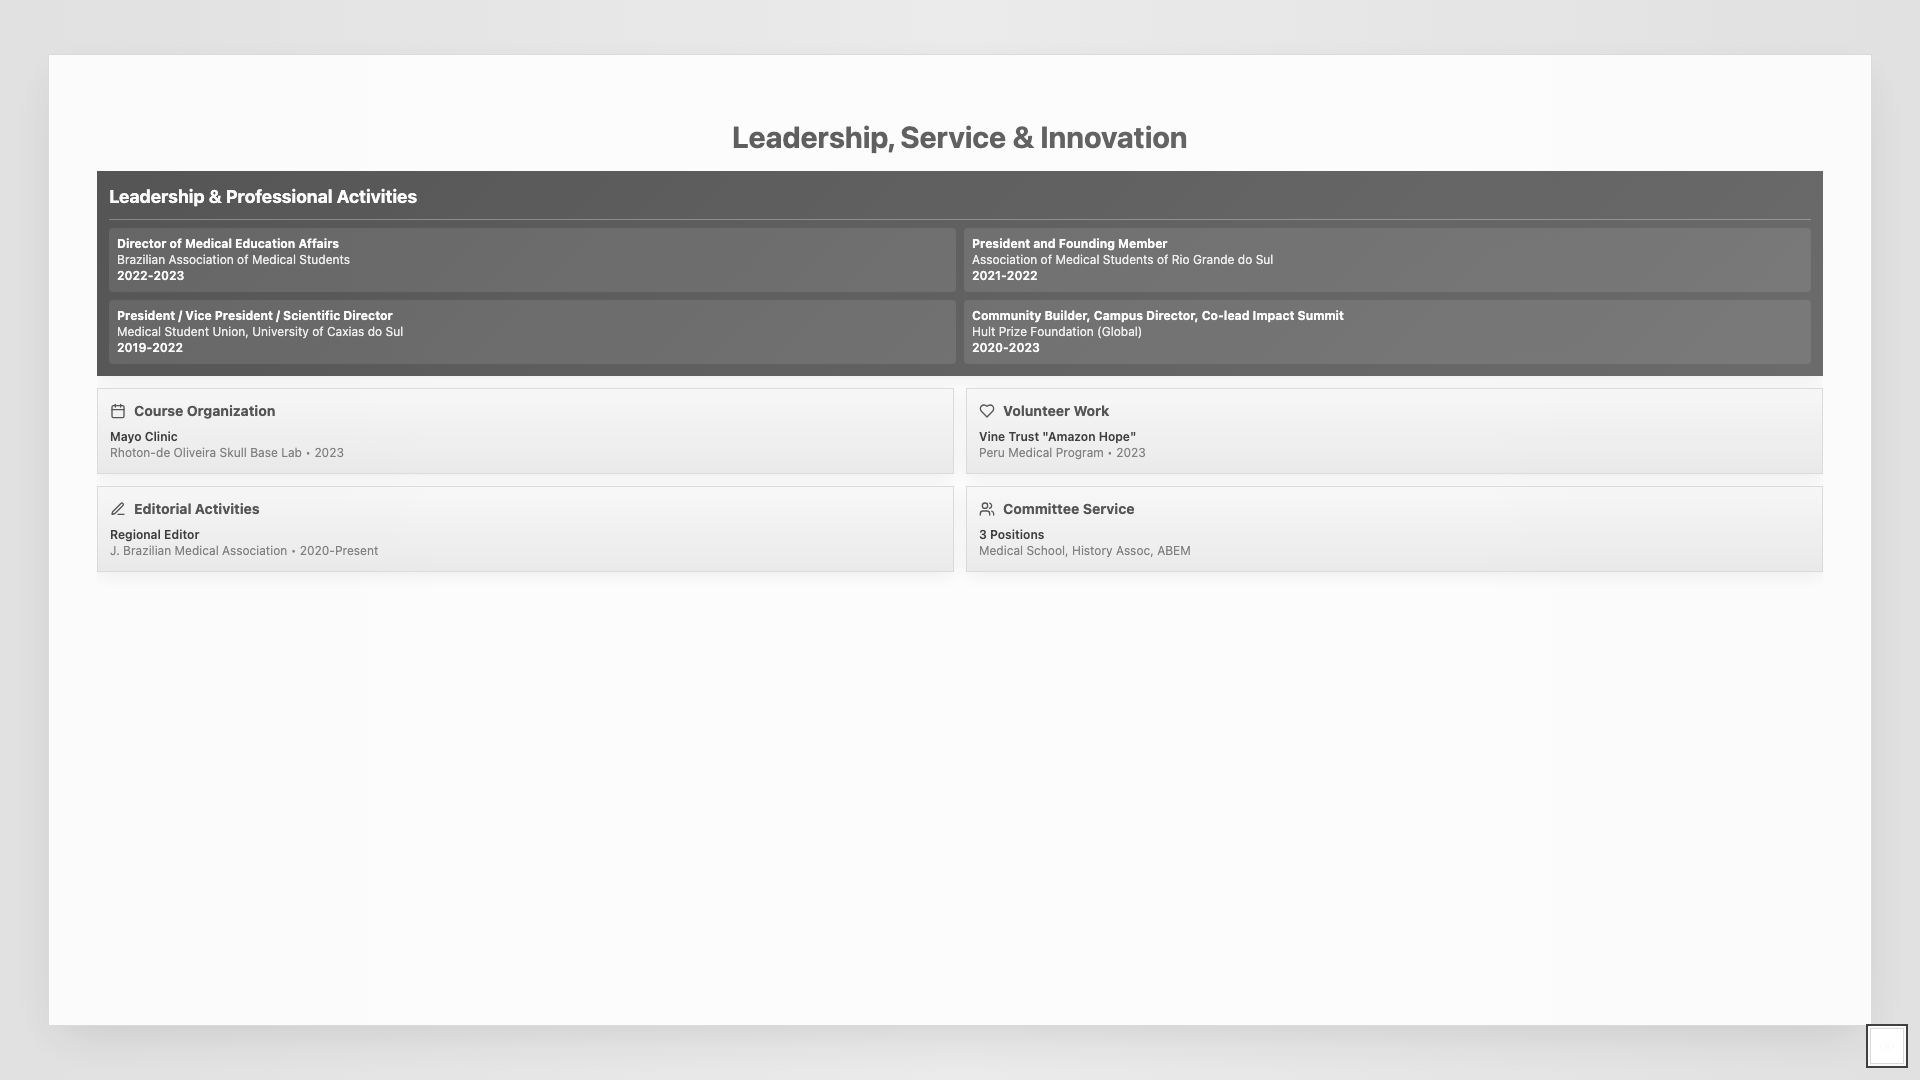 Leadership, Service & Innovation
Leadership & Professional Activities
Director of Medical Education Affairs
Brazilian Association of Medical Students
2022-2023
President and Founding Member
Association of Medical Students of Rio Grande do Sul
2021-2022
President / Vice President / Scientific Director
Medical Student Union, University of Caxias do Sul
2019-2022
Community Builder, Campus Director, Co-lead Impact Summit
Hult Prize Foundation (Global)
2020-2023
Course Organization
Mayo Clinic
Rhoton-de Oliveira Skull Base Lab • 2023
Volunteer Work
Vine Trust "Amazon Hope"
Peru Medical Program • 2023
Editorial Activities
Regional Editor
J. Brazilian Medical Association • 2020-Present
Committee Service
3 Positions
Medical School, History Assoc, ABEM